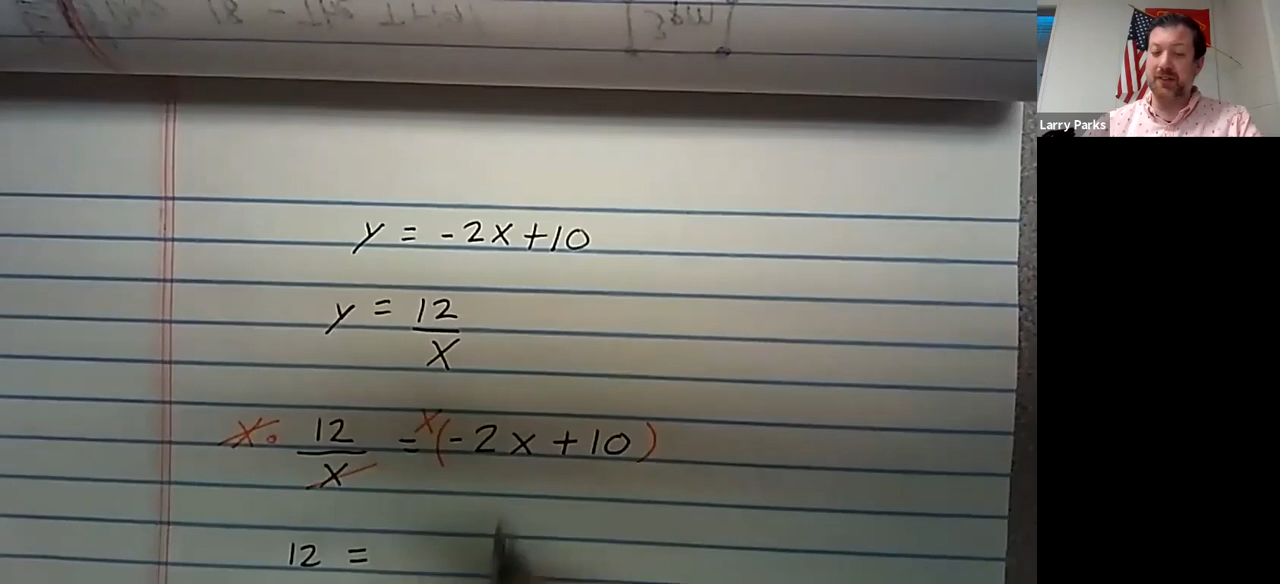 y = -2x+10
y = 12/x
x · 12/x = x(-2x+10)
12 =
Larry Parks